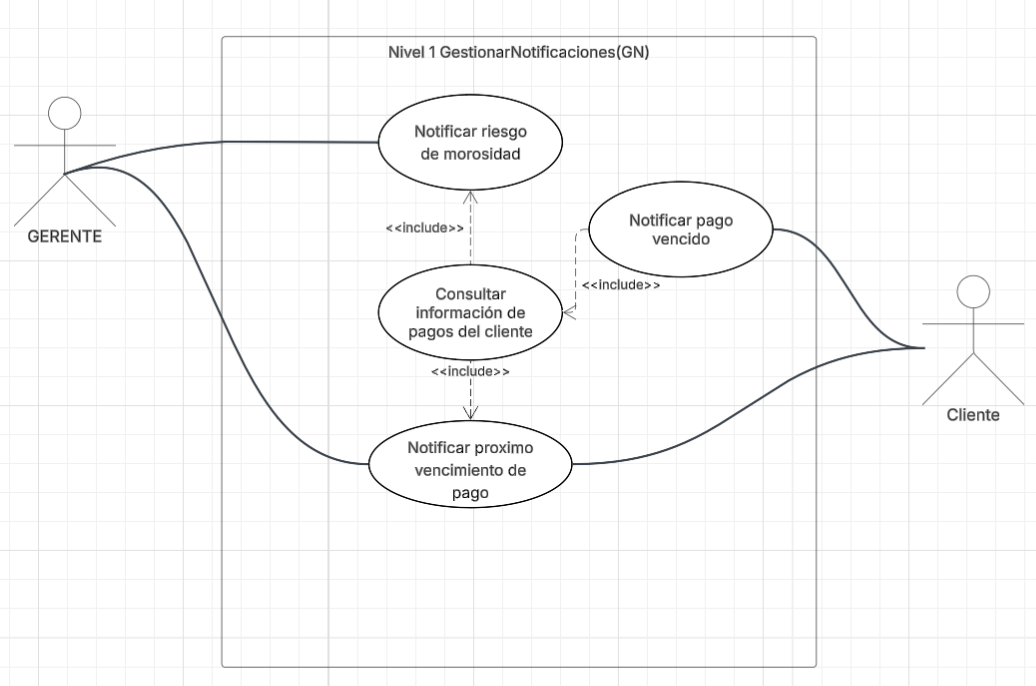 Nivel 1 GestionarNotificaciones(GN)
Notificar riesgo
de morosidad
GERENTE
<<include>>
Notificar pago
vencido
<<include>>
Consultar
información de
pagos del cliente
<<include>>
Cliente
Notificar proximo
vencimiento de
pago